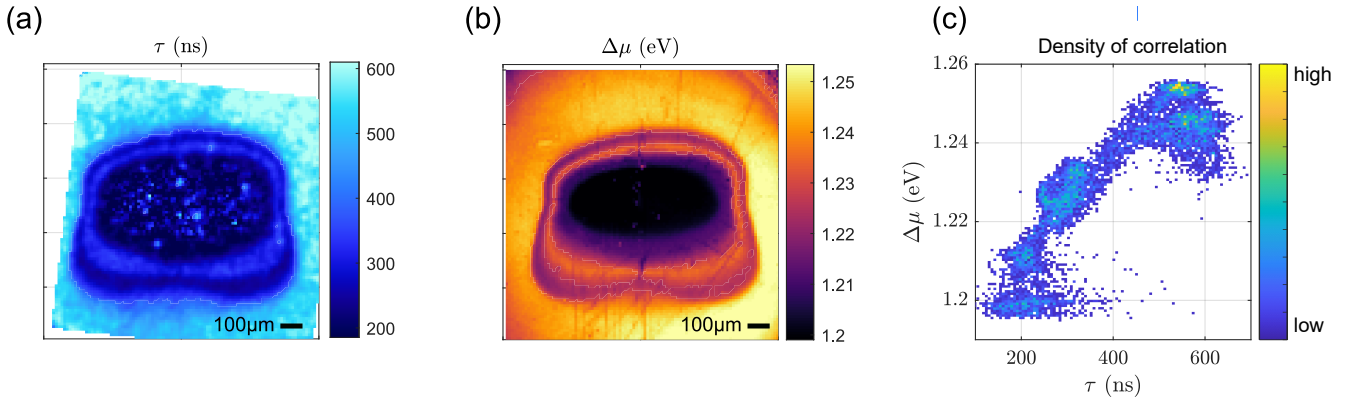 (a)
τ (ns)
600
500
400
300
200
100μm
(b)
Δμ (eV)
1.25
1.24
1.23
1.22
1.21
1.2
100μm
(c)
Density of correlation
1.26
1.24
1.22
1.2
Δμ (eV)
200 400 600
τ (ns)
high
low